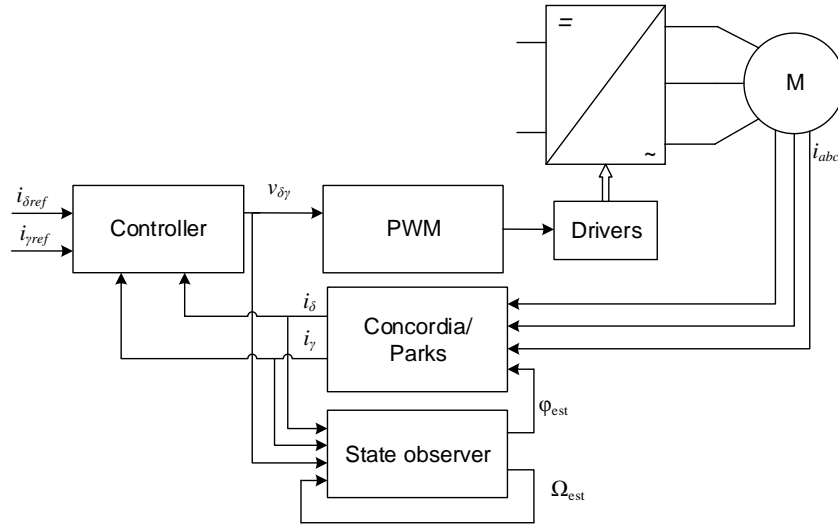 =
~
M
i_abc
i_δref
i_γref
Controller
v_δγ
PWM
Drivers
i_δ
i_γ
Concordia/
Parks
φ_est
State observer
Ω_est